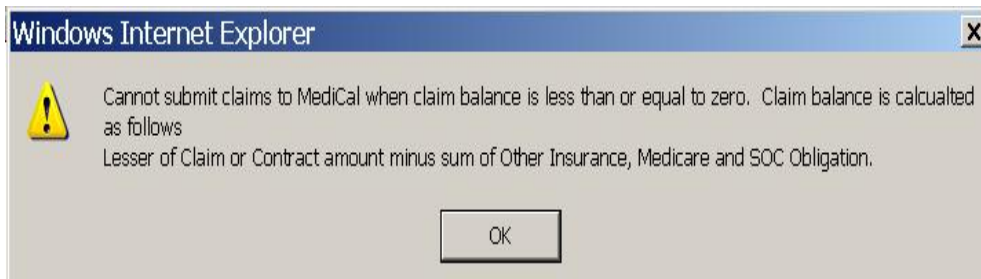 Windows Internet Explorer
Cannot submit claims to MediCal when claim balance is less than or equal to zero. Claim balance is calcualted
as follows
Lesser of Claim or Contract amount minus sum of Other Insurance, Medicare and SOC Obligation.
OK